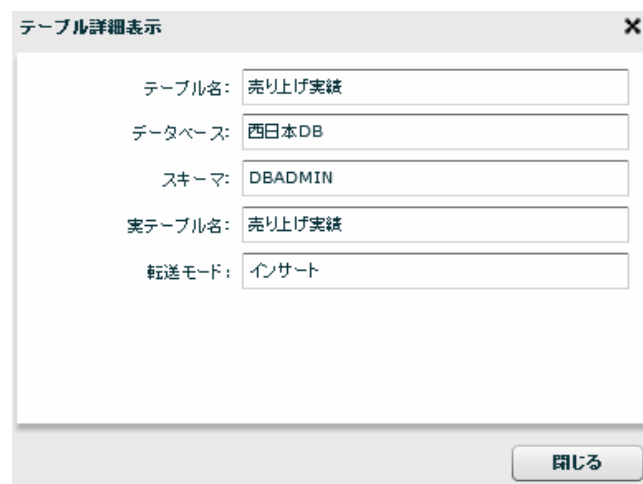 テーブル詳細表示
テーブル名: 売り上げ実績
データベース: 西日本DB
スキーマ: DBADMIN
実テーブル名: 売り上げ実績
転送モード: インサート
閉じる